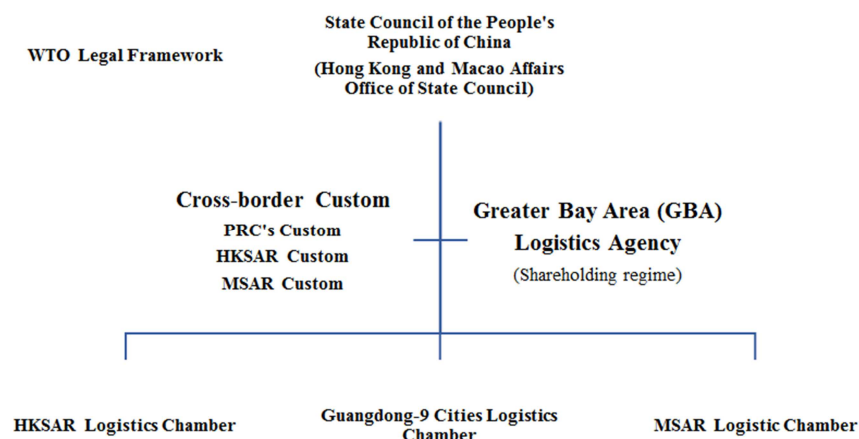 State Council of the People's
Republic of China
WTO Legal Framework
(Hong Kong and Macao Affairs
Office of State Council)
Cross-border Custom
PRC's Custom
HKSAR Custom
MSAR Custom
Greater Bay Area (GBA)
Logistics Agency
(Shareholding regime)
HKSAR Logistics Chamber
Guangdong-9 Cities Logistics
Chamber
MSAR Logistic Chamber